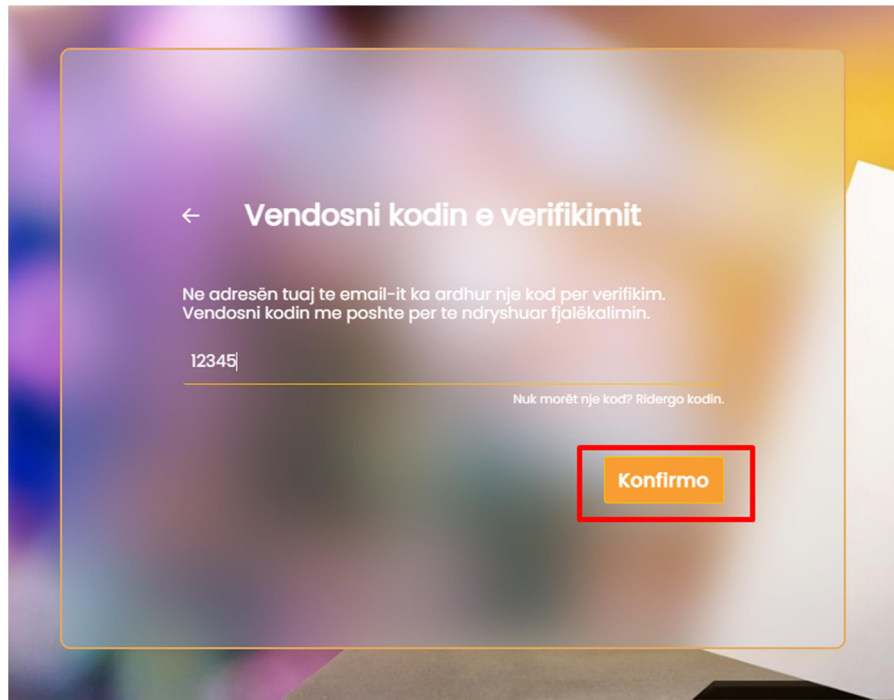 Vendosni kodin e verifikimit
Ne adresën tuaj te email-it ka ardhur nje kod per verifikim.
Vendosni kodin me poshte per te ndryshuar fjalëkalimin.
12345
Nuk morët nje kod? Ridergo kodin.
Konfirmo